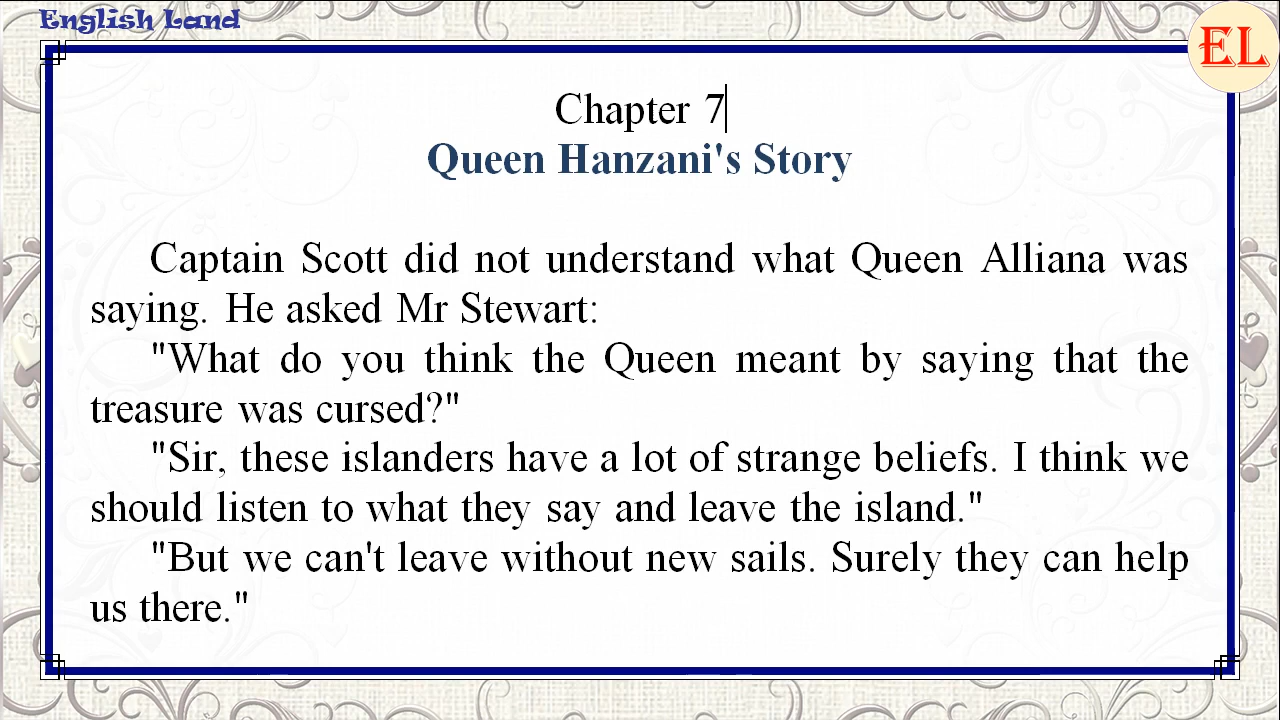 English Land
EL
Chapter 7
Queen Hanzani's Story
Captain Scott did not understand what Queen Alliana was
saying. He asked Mr Stewart:
"What do you think the Queen meant by saying that the
treasure was cursed?"
"Sir, these islanders have a lot of strange beliefs. I think we
should listen to what they say and leave the island."
"But we can't leave without new sails. Surely they can help
us there."